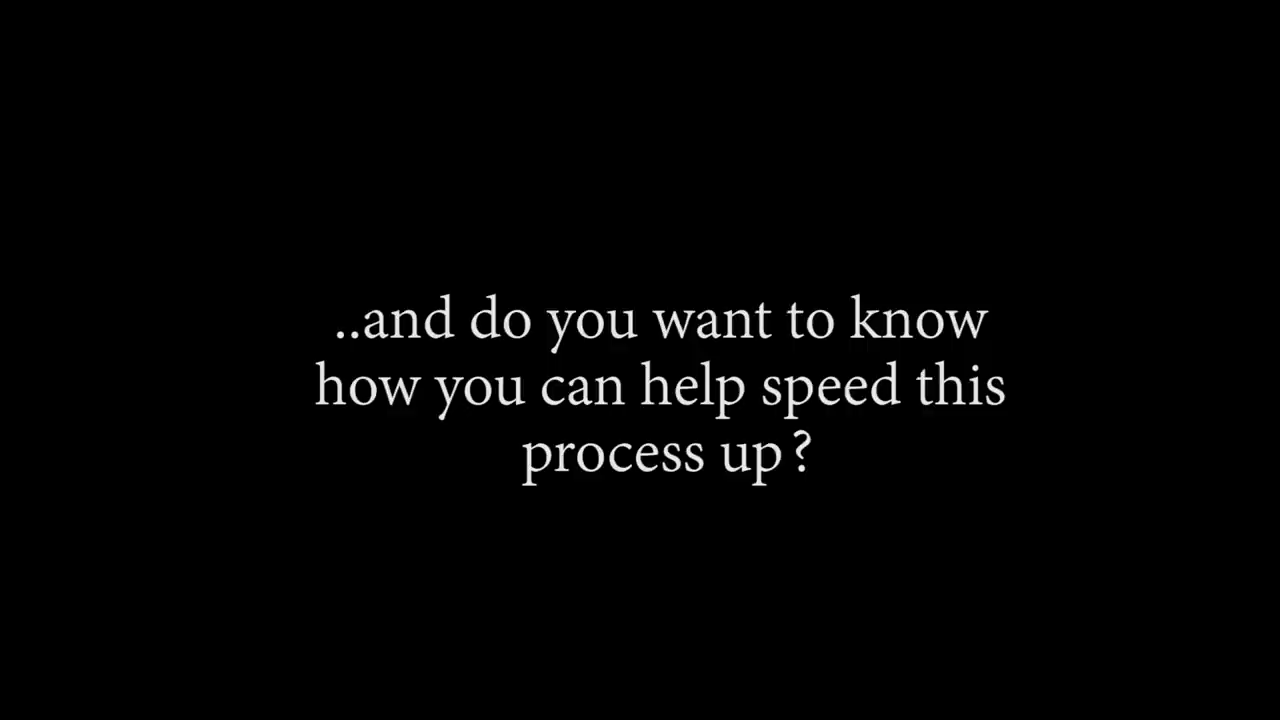 ..and do you want to know
how you can help speed this
process up?